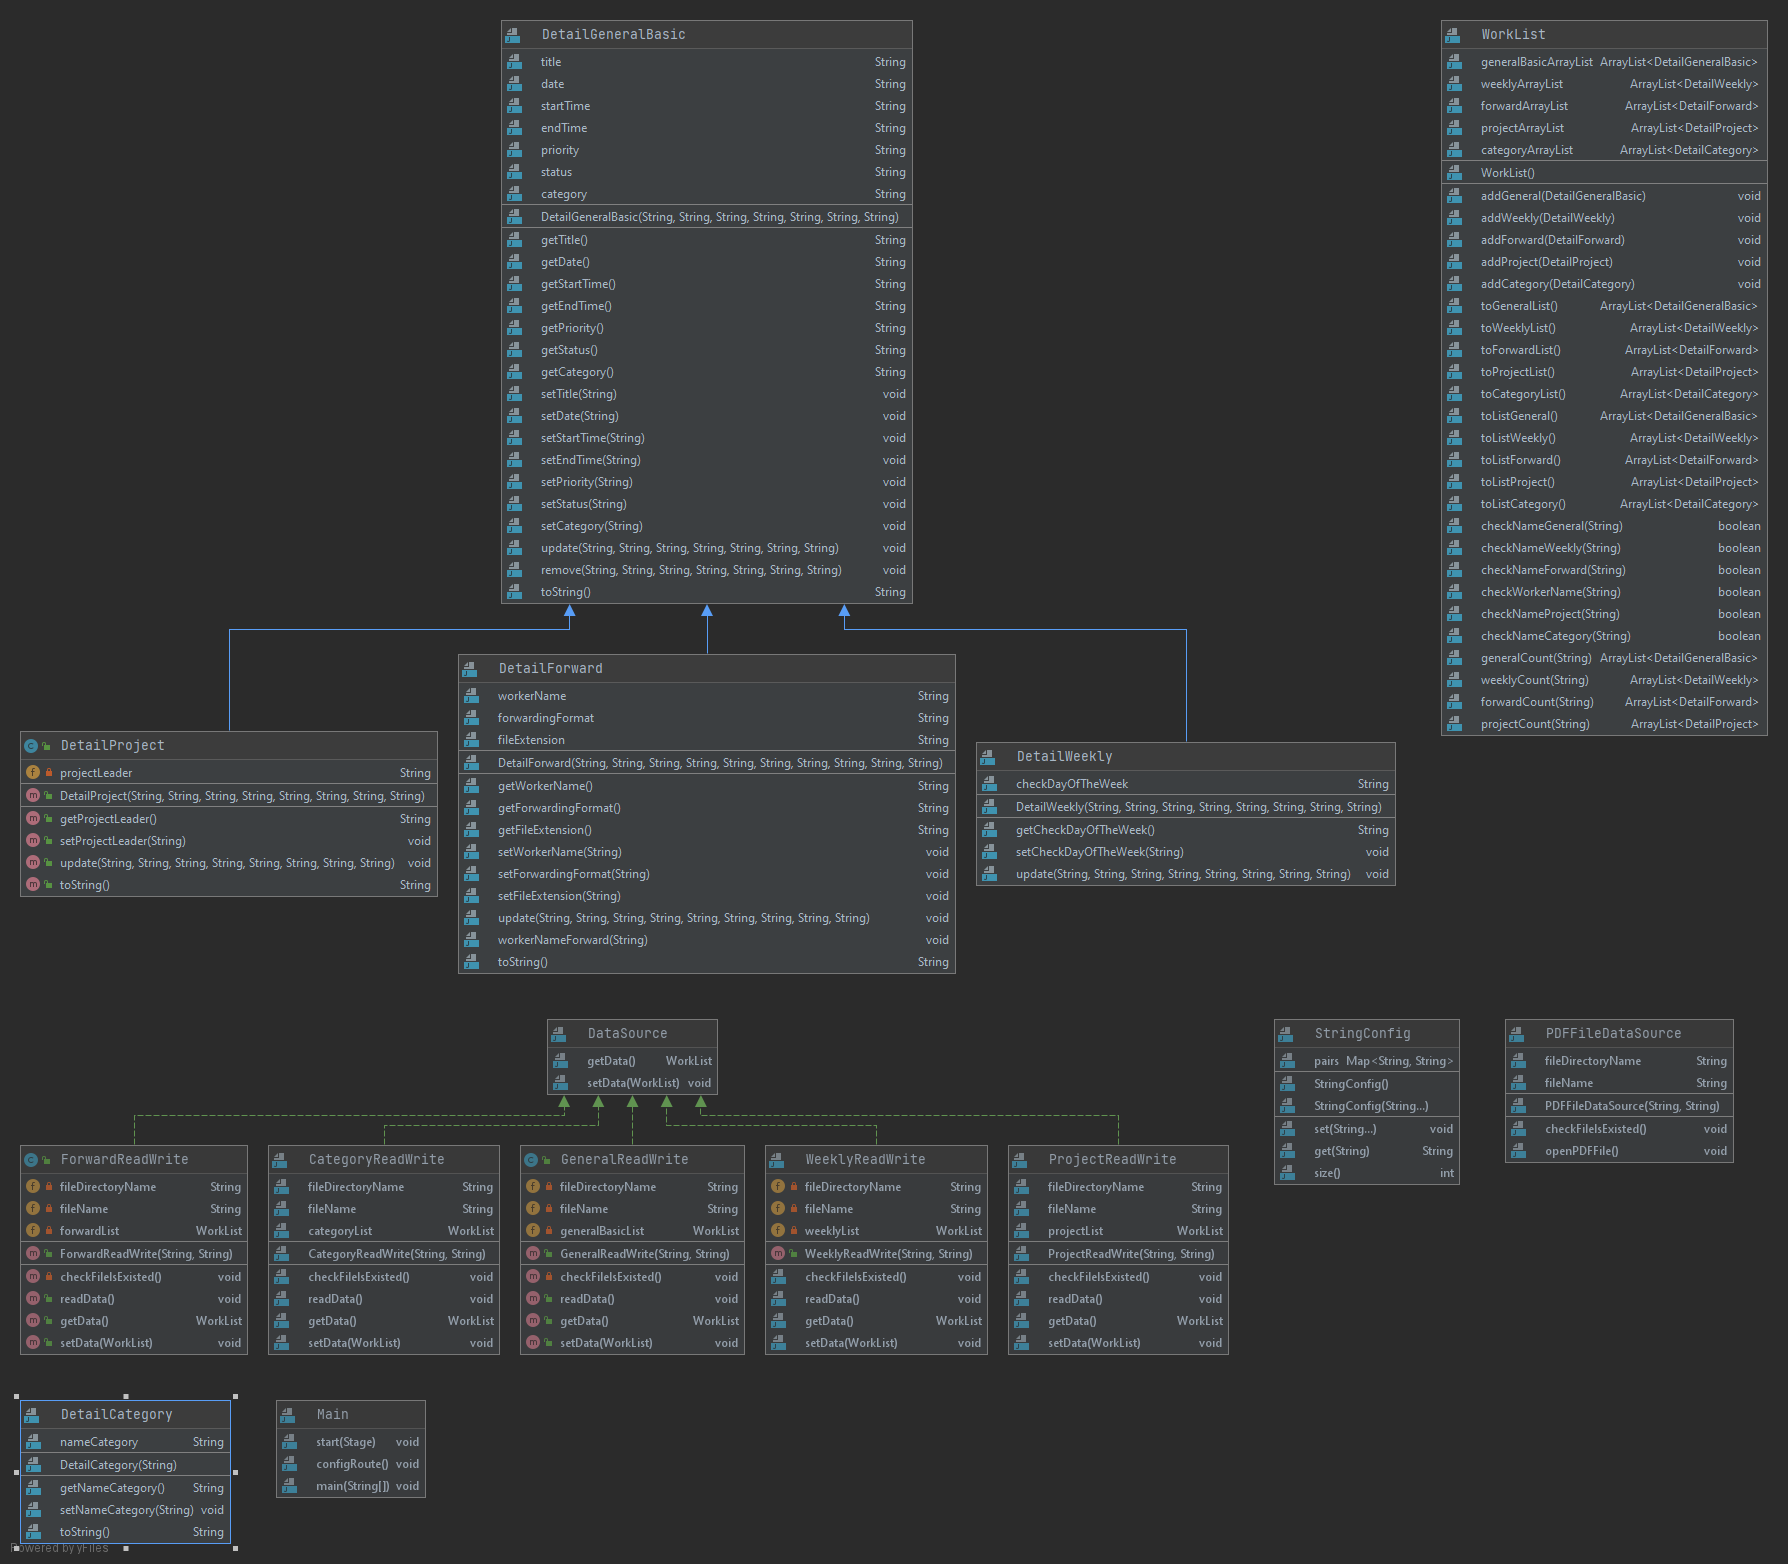 DetailGeneralBasic
title String
date String
startTime String
endTime String
priority String
status String
category String
DetailGeneralBasic(String, String, String, String, String, String, String)
getTitle() String
getDate() String
getStartTime() String
getEndTime() String
getPriority() String
getStatus() String
getCategory() String
setTitle(String) void
setDate(String) void
setStartTime(String) void
setEndTime(String) void
setPriority(String) void
setStatus(String) void
setCategory(String) void
update(String, String, String, String, String, String, String) void
remove(String, String, String, String, String, String, String) void
toString() String
WorkList
generalBasicArrayList ArrayList<DetailGeneralBasic>
weeklyArrayList ArrayList<DetailWeekly>
forwardArrayList ArrayList<DetailForward>
projectArrayList ArrayList<DetailProject>
categoryArrayList ArrayList<DetailCategory>
WorkList()
addGeneral(DetailGeneralBasic) void
addWeekly(DetailWeekly) void
addForward(DetailForward) void
addProject(DetailProject) void
addCategory(DetailCategory) void
toGeneralList() ArrayList<DetailGeneralBasic>
toWeeklyList() ArrayList<DetailWeekly>
toForwardList() ArrayList<DetailForward>
toProjectList() ArrayList<DetailProject>
toCategoryList() ArrayList<DetailCategory>
toListGeneral() ArrayList<DetailGeneralBasic>
toListWeekly() ArrayList<DetailWeekly>
toListForward() ArrayList<DetailForward>
toListProject() ArrayList<DetailProject>
toListCategory() ArrayList<DetailCategory>
checkNameGeneral(String) boolean
checkNameWeekly(String) boolean
checkNameForward(String) boolean
checkWorkerName(String) boolean
checkNameProject(String) boolean
checkNameCategory(String) boolean
generalCount(String) ArrayList<DetailGeneralBasic>
weeklyCount(String) ArrayList<DetailWeekly>
forwardCount(String) ArrayList<DetailForward>
projectCount(String) ArrayList<DetailProject>
DetailProject
projectLeader String
DetailProject(String, String, String, String, String, String, String, String)
getProjectLeader() String
setProjectLeader(String) void
update(String, String, String, String, String, String, String, String) void
toString() String
DetailForward
workerName String
forwardingFormat String
fileExtension String
DetailForward(String, String, String, String, String, String, String, String, String, String)
getWorkerName() String
getForwardingFormat() String
getFileExtension() String
setWorkerName(String) void
setForwardingFormat(String) void
setFileExtension(String) void
update(String, String, String, String, String, String, String, String, String) void
workerNameForward(String) void
toString() String
DetailWeekly
checkDayOfTheWeek String
DetailWeekly(String, String, String, String, String, String, String, String)
getCheckDayOfTheWeek() String
setCheckDayOfTheWeek(String) void
update(String, String, String, String, String, String, String, String) void
DataSource
getData() WorkList
setData(WorkList) void
StringConfig
pairs Map<String, String>
StringConfig()
StringConfig(String...)
set(String...) void
get(String) String
size() int
PDFFileDataSource
fileDirectoryName String
fileName String
PDFFileDataSource(String, String)
checkFileIsExisted() void
openPDFFile() void
ForwardReadWrite
fileDirectoryName String
fileName String
forwardList WorkList
ForwardReadWrite(String, String)
checkFileIsExisted() void
readData() void
getData() WorkList
setData(WorkList) void
CategoryReadWrite
fileDirectoryName String
fileName String
categoryList WorkList
CategoryReadWrite(String, String)
checkFileIsExisted() void
readData() void
getData() WorkList
setData(WorkList) void
GeneralReadWrite
fileDirectoryName String
fileName String
generalBasicList WorkList
GeneralReadWrite(String, String)
checkFileIsExisted() void
readData() void
getData() WorkList
setData(WorkList) void
WeeklyReadWrite
fileDirectoryName String
fileName String
weeklyList WorkList
WeeklyReadWrite(String, String)
checkFileIsExisted() void
readData() void
getData() WorkList
setData(WorkList) void
ProjectReadWrite
fileDirectoryName String
fileName String
projectList WorkList
ProjectReadWrite(String, String)
checkFileIsExisted() void
readData() void
getData() WorkList
setData(WorkList) void
DetailCategory
nameCategory String
DetailCategory(String)
getNameCategory() String
setNameCategory(String) void
toString() String
Main
start(Stage) void
configRoute() void
main(String[]) void
Powered by yFiles